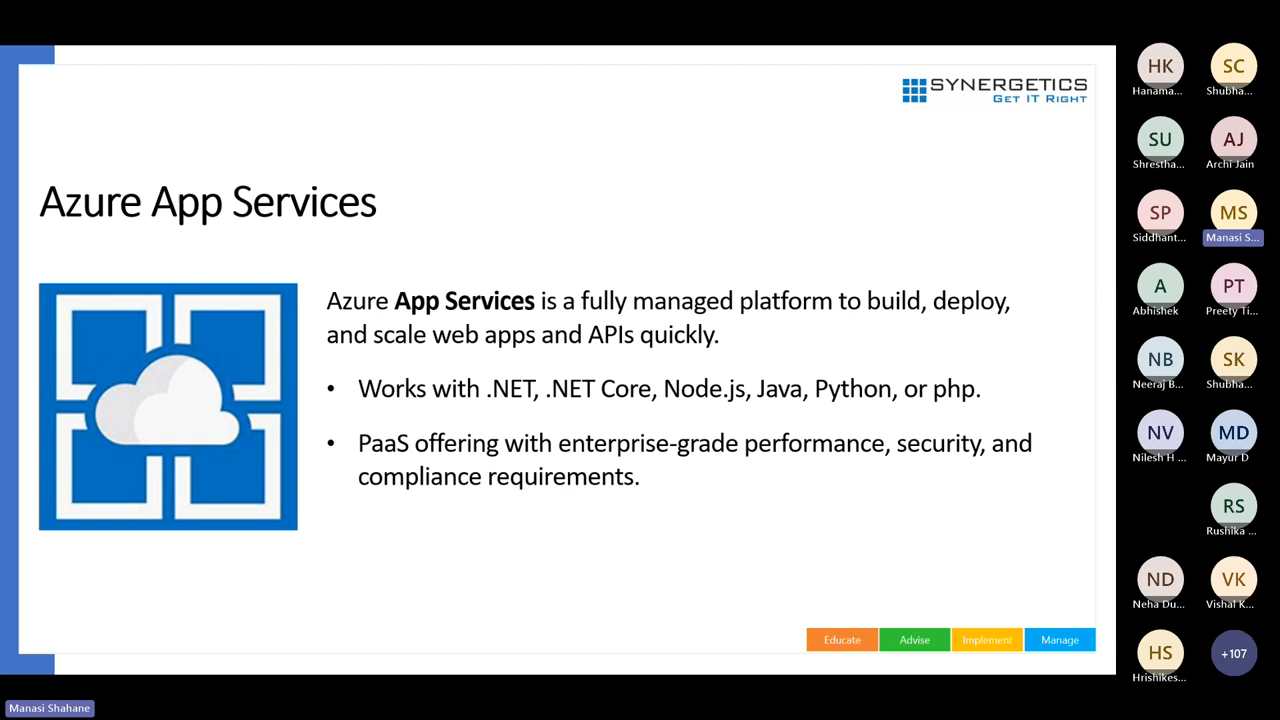 SYNERGETICS
GET IT RIGHT
Azure App Services
Azure App Services is a fully managed platform to build, deploy,
and scale web apps and APIs quickly.
• Works with .NET, .NET Core, Node.js, Java, Python, or php.
• PaaS offering with enterprise-grade performance, security, and
compliance requirements.
Educate Advise Implement Manage
HK SC
Hanama... Shubha...
SU AJ
Shrestha... Archi Jain
SP MS
Siddhant... Manasi S...
A PT
Abhishek Preety Ti...
NB SK
Neeraj B... Shubha...
NV MD
Nilesh H ... Mayur D
RS
Rushika ...
ND VK
Neha Du... Vishal K...
HS +107
Hrishikes...
Manasi Shahane